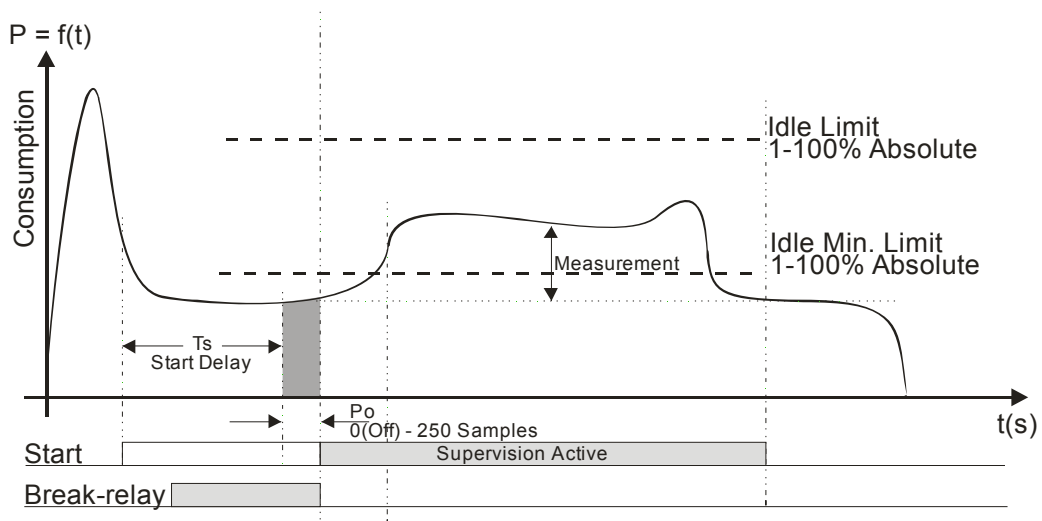 P = f(t)
Consumption
Idle Limit
1-100% Absolute
Idle Min. Limit
1-100% Absolute
Measurement
Ts
Start Delay
Po
0(Off) - 250 Samples
t(s)
Start
Supervision Active
Break-relay